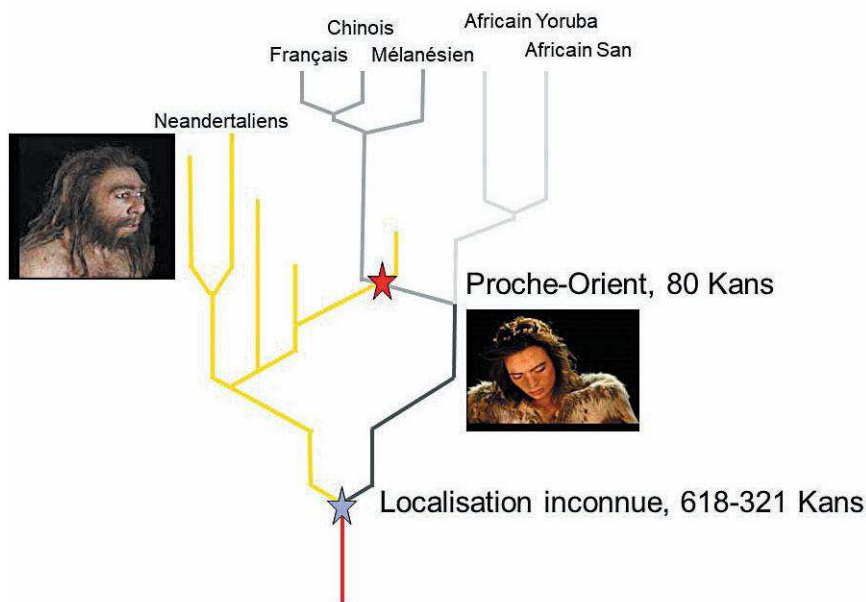 Africain Yoruba
Chinois
Africain San
Français
Mélanésien
Neandertaliens
Proche-Orient, 80 Kans
Localisation inconnue, 618-321 Kans